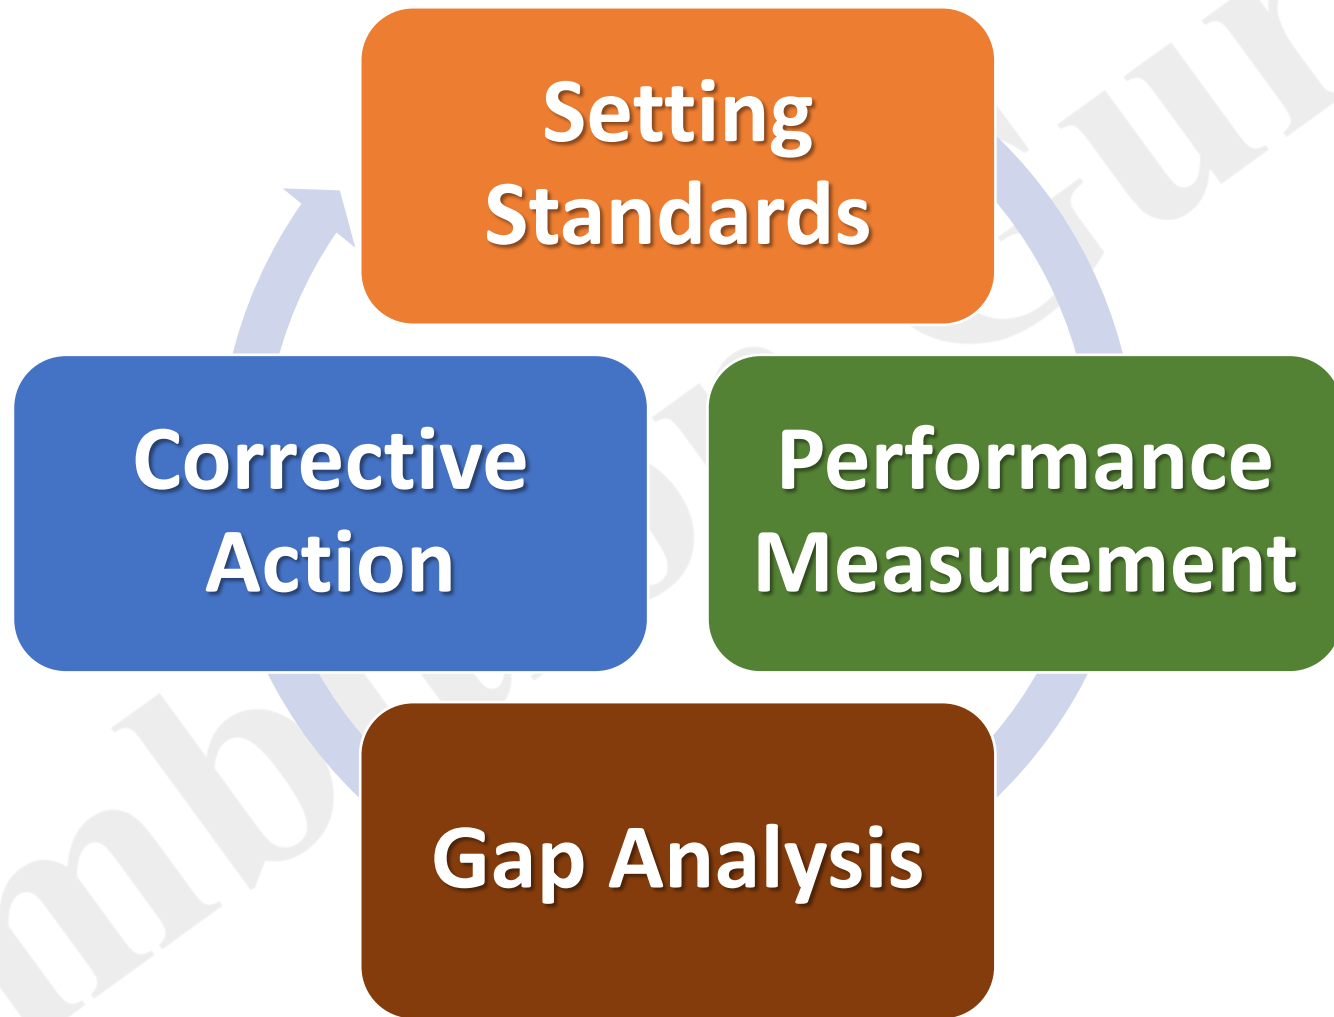 Setting
Standards
Corrective
Action
Performance
Measurement
Gap Analysis